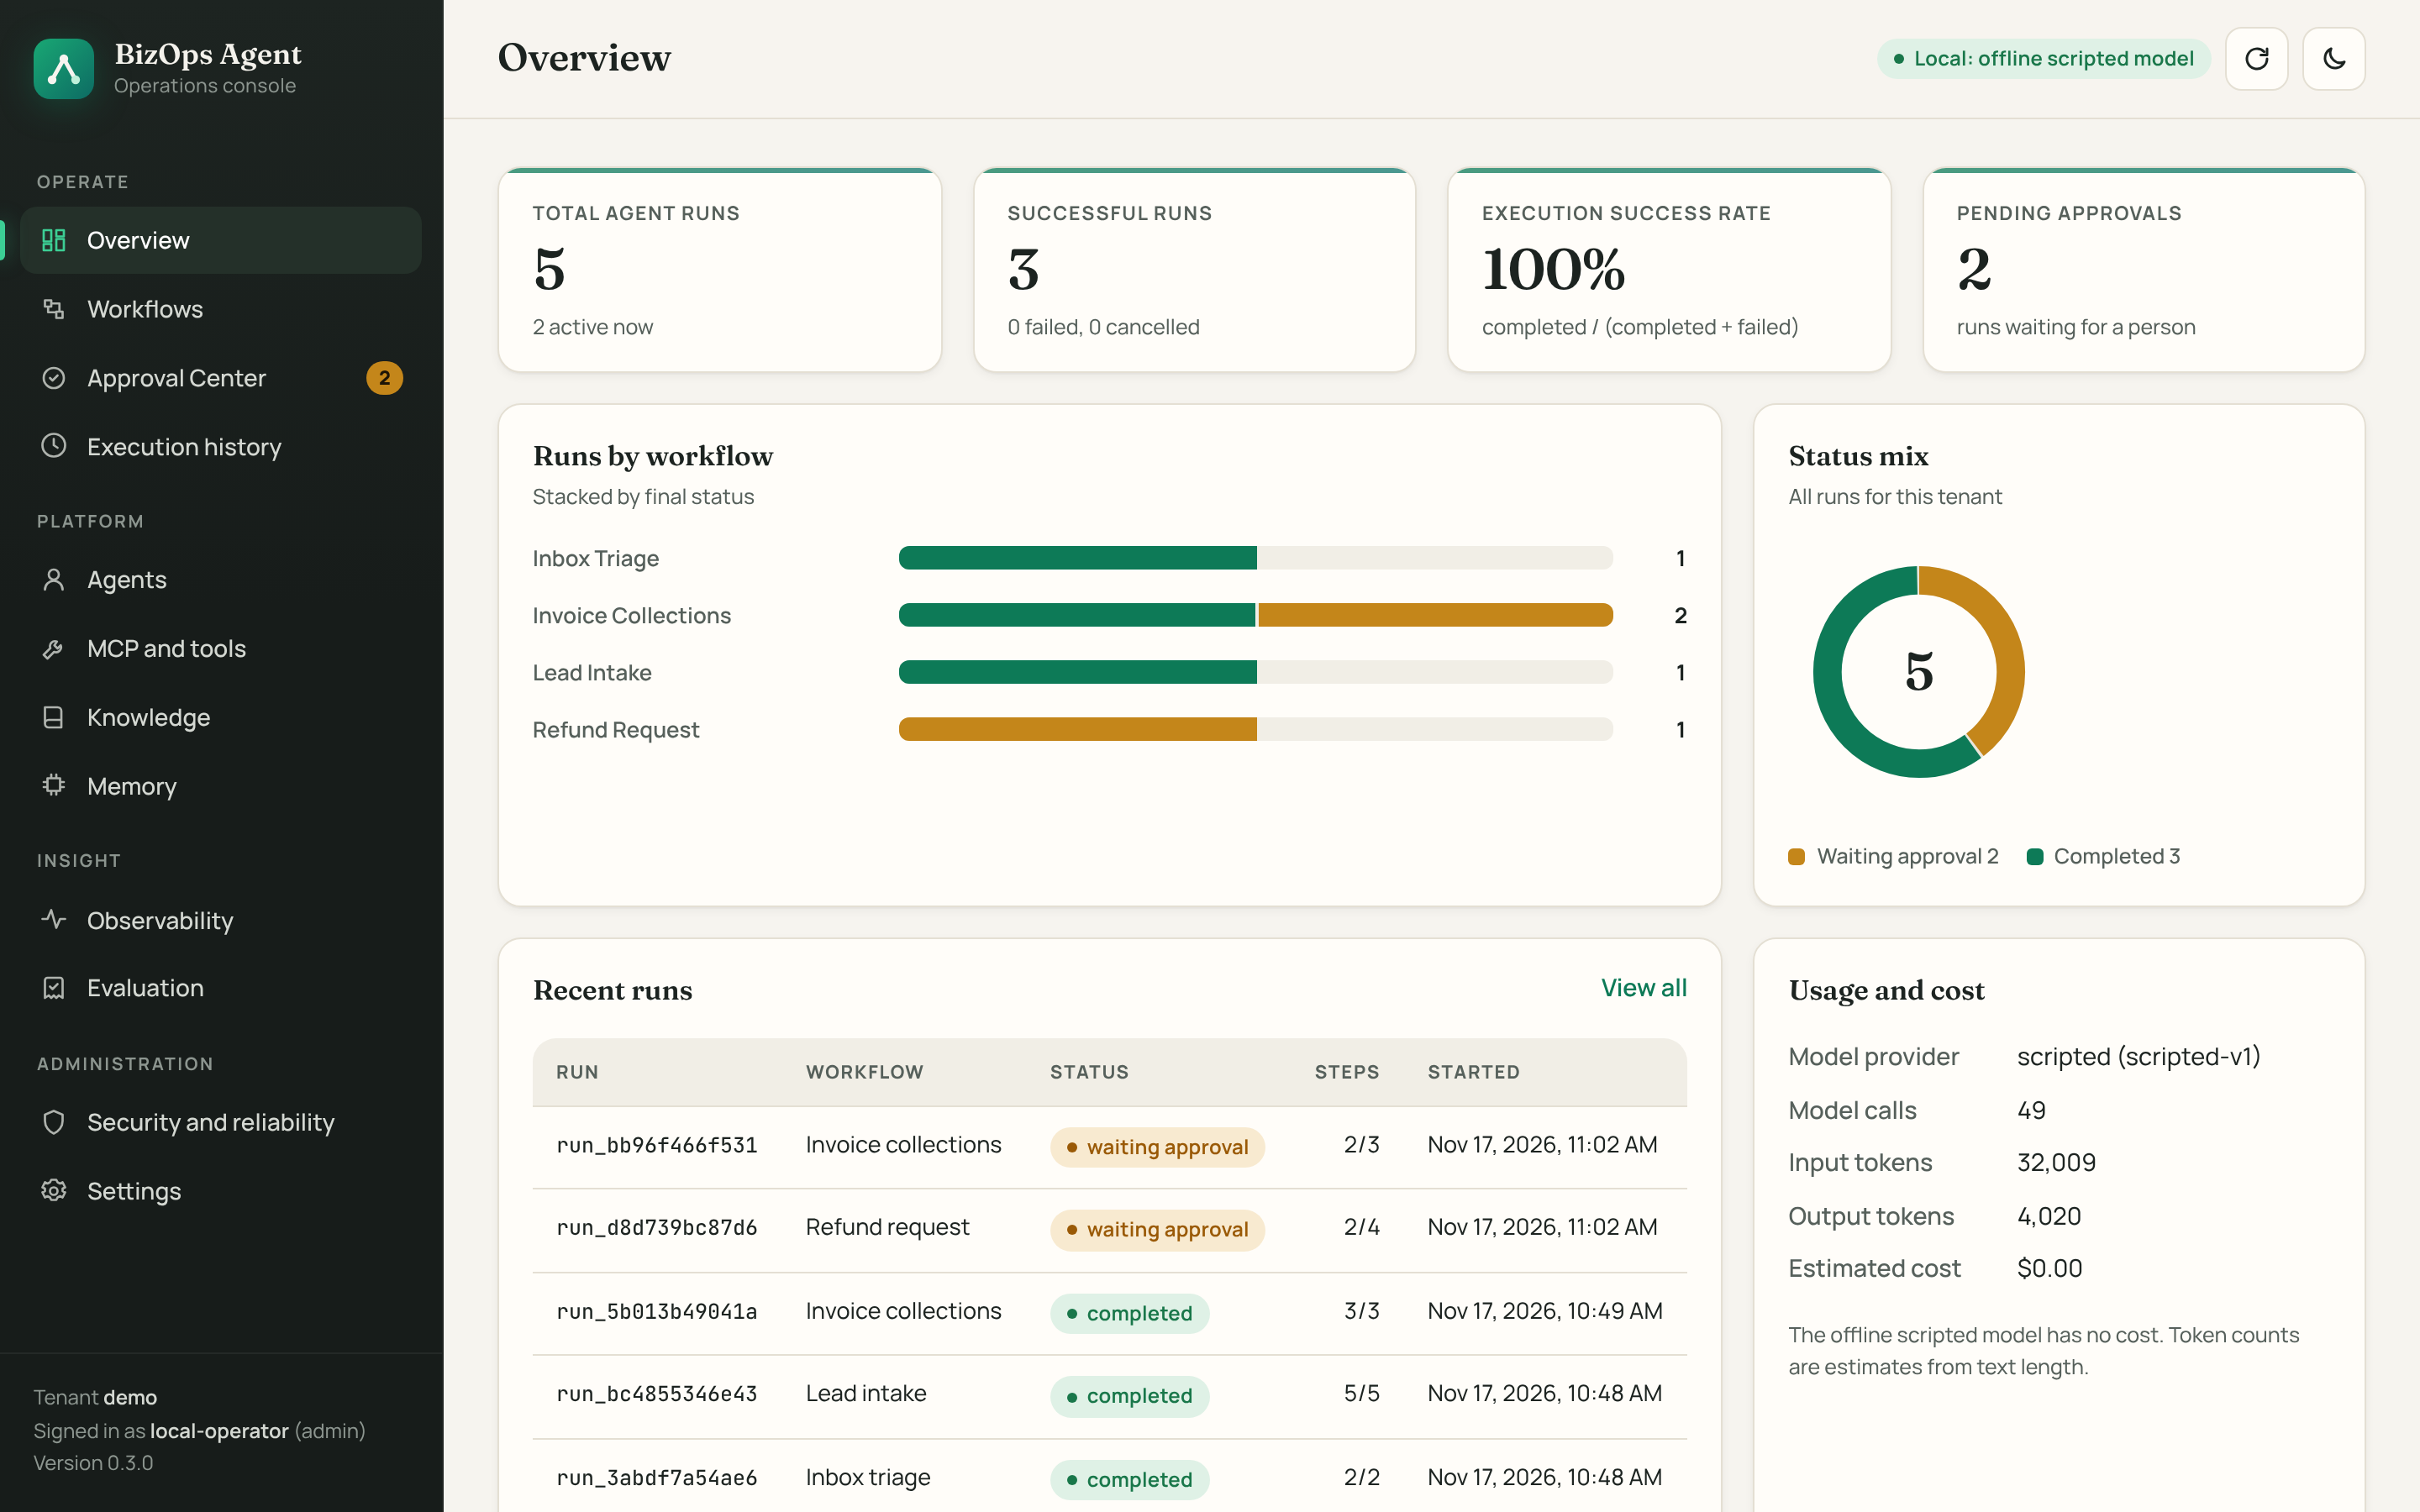 BizOps Agent
Operations console
OPERATE
Overview
Workflows
Approval Center 2
Execution history
PLATFORM
Agents
MCP and tools
Knowledge
Memory
INSIGHT
Observability
Evaluation
ADMINISTRATION
Security and reliability
Settings
Tenant demo
Signed in as local-operator (admin)
Version 0.3.0
Overview
Local: offline scripted model
TOTAL AGENT RUNS
5
2 active now
SUCCESSFUL RUNS
3
0 failed, 0 cancelled
EXECUTION SUCCESS RATE
100%
completed / (completed + failed)
PENDING APPROVALS
2
runs waiting for a person
Runs by workflow
Stacked by final status
Inbox Triage 1
Invoice Collections 2
Lead Intake 1
Refund Request 1
Status mix
All runs for this tenant
5
Waiting approval 2 Completed 3
Recent runs View all
RUN WORKFLOW STATUS STEPS STARTED
run_bb96f466f531 Invoice collections waiting approval 2/3 Nov 17, 2026, 11:02 AM
run_d8d739bc87d6 Refund request waiting approval 2/4 Nov 17, 2026, 11:02 AM
run_5b013b49041a Invoice collections completed 3/3 Nov 17, 2026, 10:49 AM
run_bc4855346e43 Lead intake completed 5/5 Nov 17, 2026, 10:48 AM
run_3abdf7a54ae6 Inbox triage completed 2/2 Nov 17, 2026, 10:48 AM
Usage and cost
Model provider scripted (scripted-v1)
Model calls 49
Input tokens 32,009
Output tokens 4,020
Estimated cost $0.00
The offline scripted model has no cost. Token counts
are estimates from text length.